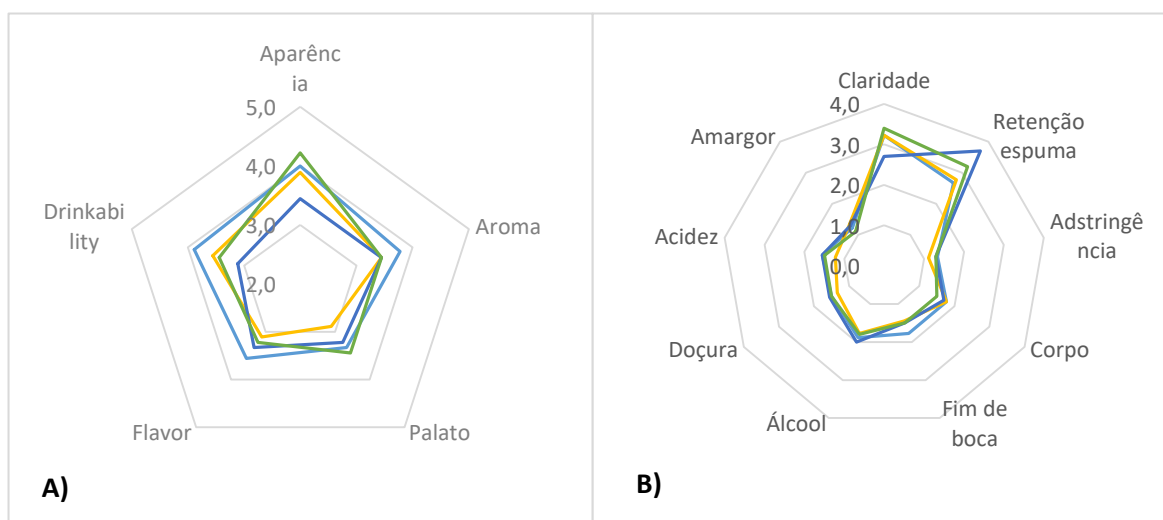 Aparênc
ia
5,0
4,0
3,0
2,0
Aroma
Palato
Flavor
Drinkabi
lity
A)
Claridade
4,0
3,0
2,0
1,0
0,0
Retenção
espuma
Adstringê
ncia
Corpo
Fim de
boca
Álcool
Doçura
Acidez
Amargor
B)